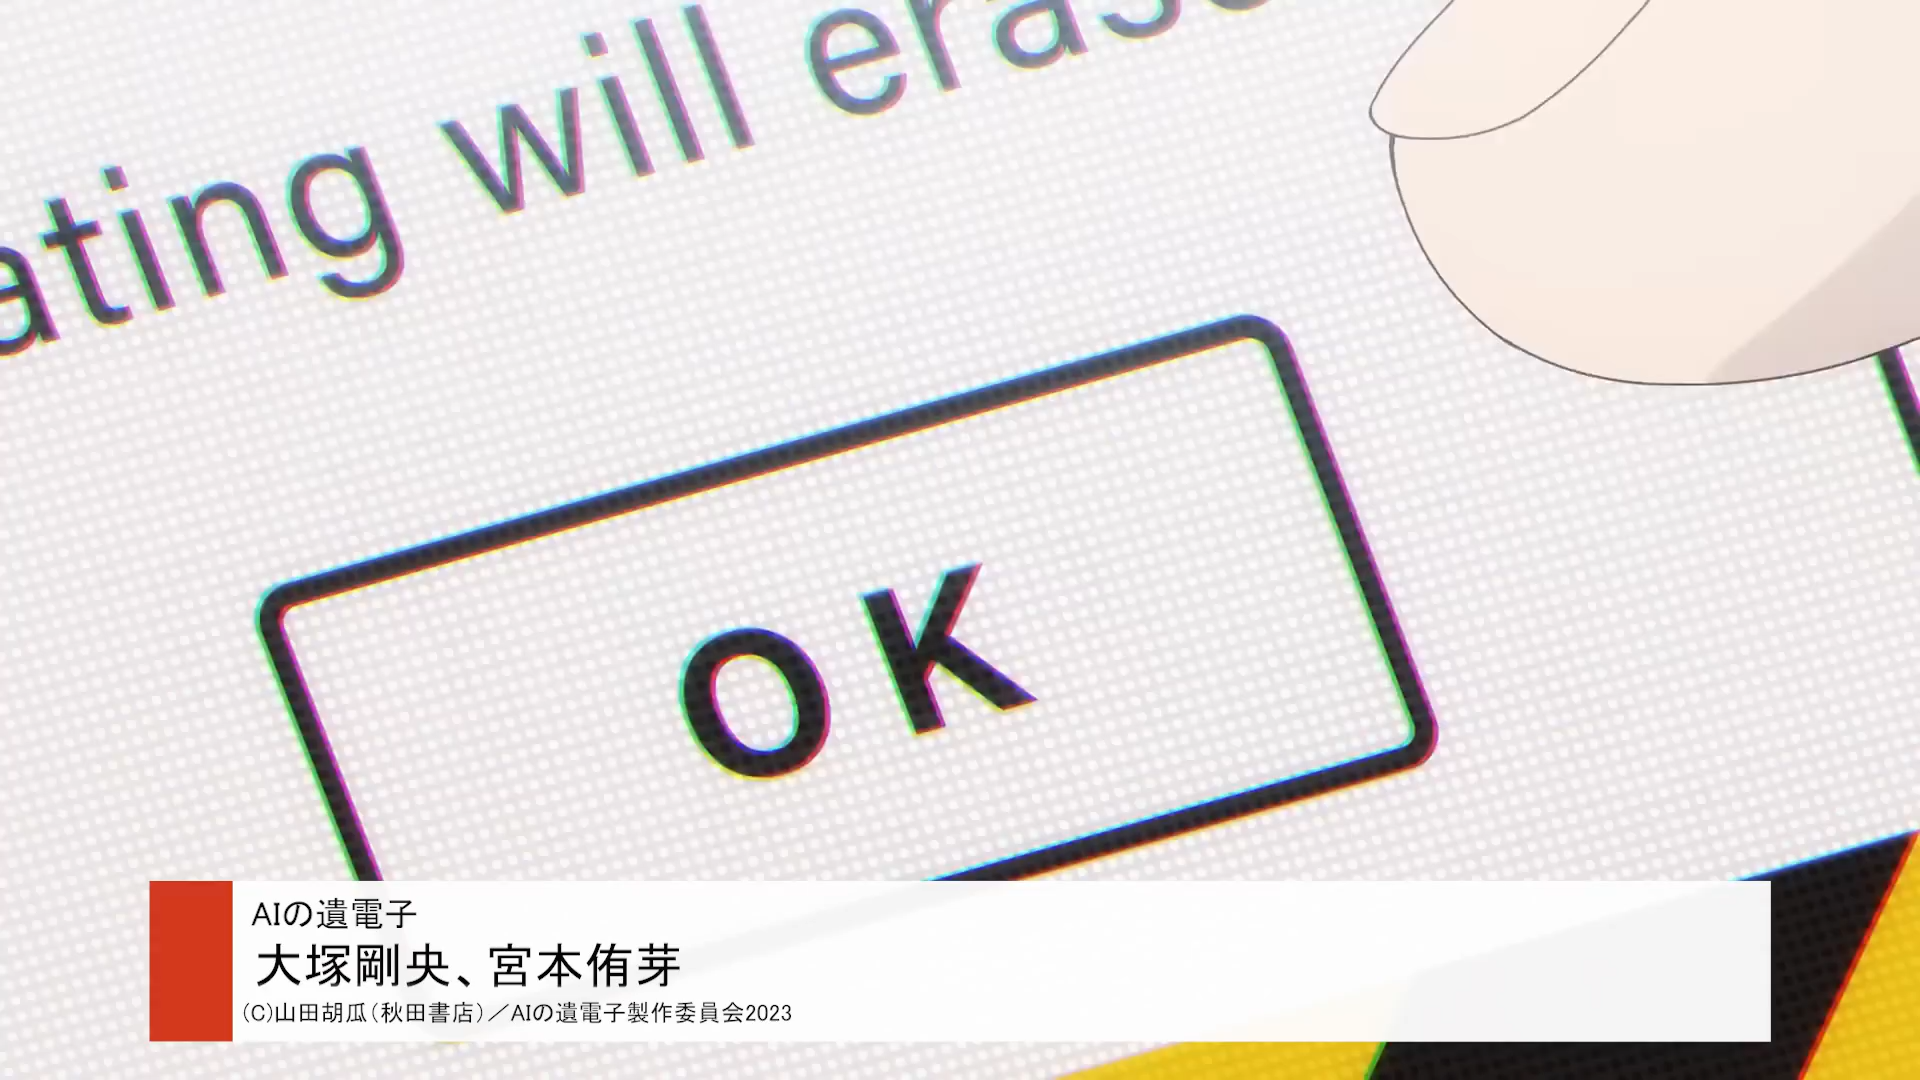 ating will erase
OK
AIの遺電子
大塚剛央、宮本侑芽
(C)山田胡瓜(秋田書店)／AIの遺電子製作委員会2023